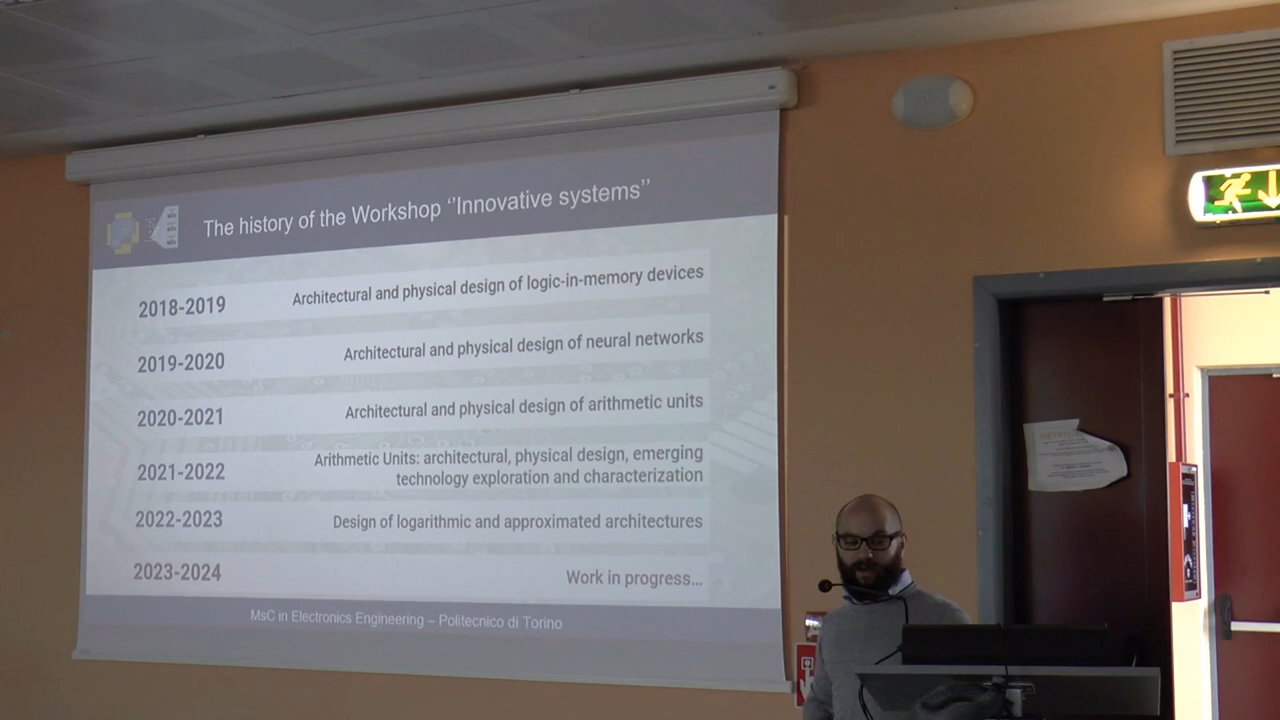 The history of the Workshop ‘’Innovative systems’’
2018-2019 Architectural and physical design of logic-in-memory devices
2019-2020 Architectural and physical design of neural networks
2020-2021 Architectural and physical design of arithmetic units
2021-2022 Arithmetic Units: architectural, physical design, emerging
technology exploration and characterization
2022-2023 Design of logarithmic and approximated architectures
2023-2024 Work in progress...
MsC in Electronics Engineering – Politecnico di Torino